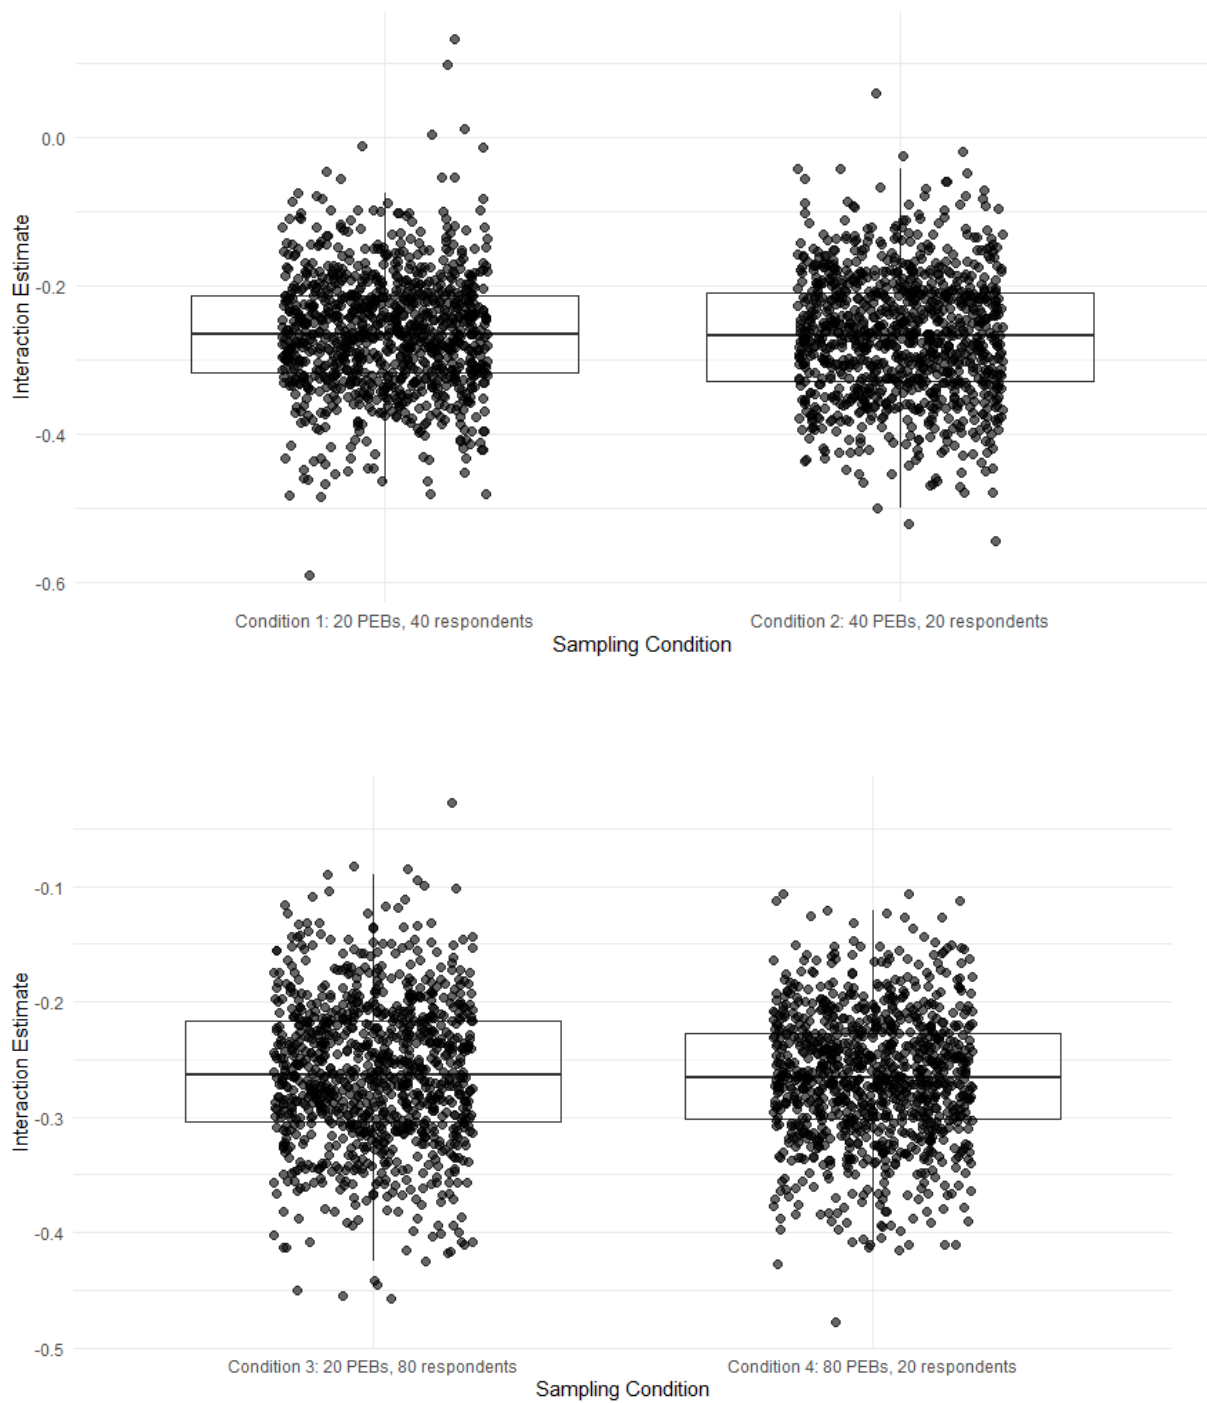 0.0
-0.2
-0.4
-0.6
Interaction Estimate
Condition 1: 20 PEBs, 40 respondents
Condition 2: 40 PEBs, 20 respondents
Sampling Condition
-0.1
-0.2
-0.3
-0.4
-0.5
Interaction Estimate
Condition 3: 20 PEBs, 80 respondents
Condition 4: 80 PEBs, 20 respondents
Sampling Condition